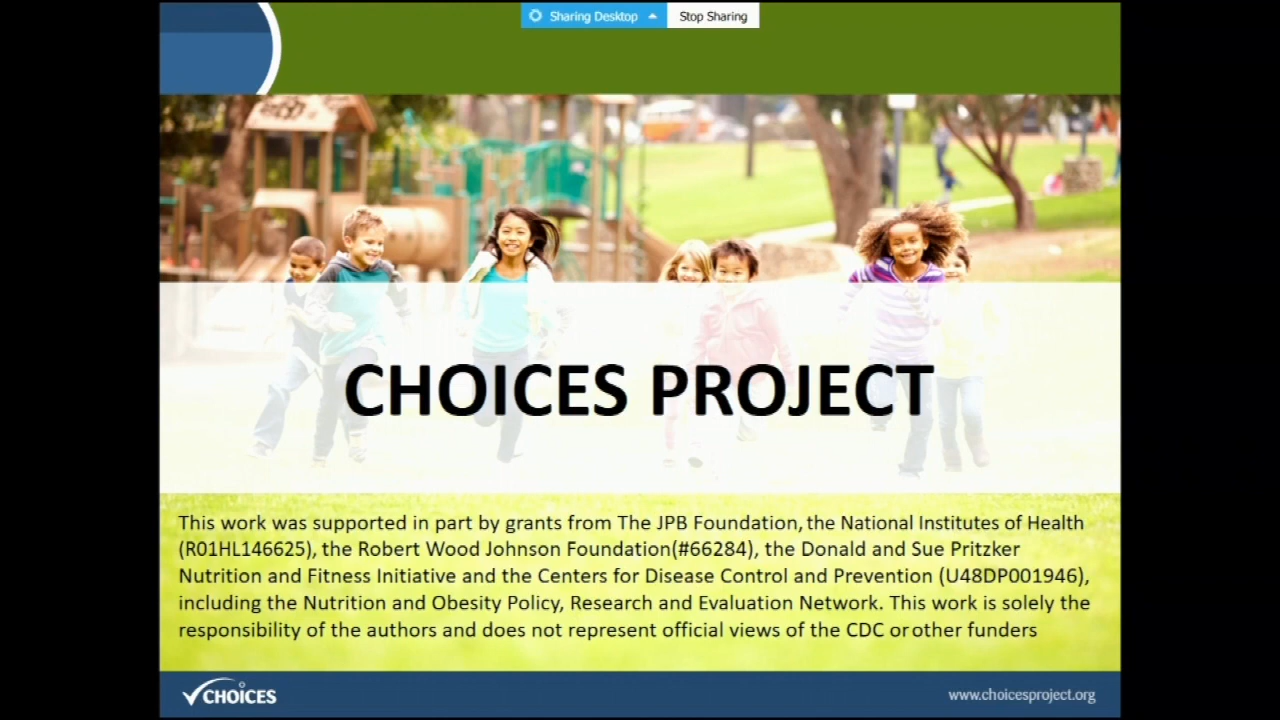 Sharing Desktop Stop Sharing
CHOICES PROJECT
This work was supported in part by grants from The JPB Foundation, the National Institutes of Health
(R01HL146625), the Robert Wood Johnson Foundation(#66284), the Donald and Sue Pritzker
Nutrition and Fitness Initiative and the Centers for Disease Control and Prevention (U48DP001946),
including the Nutrition and Obesity Policy, Research and Evaluation Network. This work is solely the
responsibility of the authors and does not represent official views of the CDC or other funders
CHOICES www.choicesproject.org